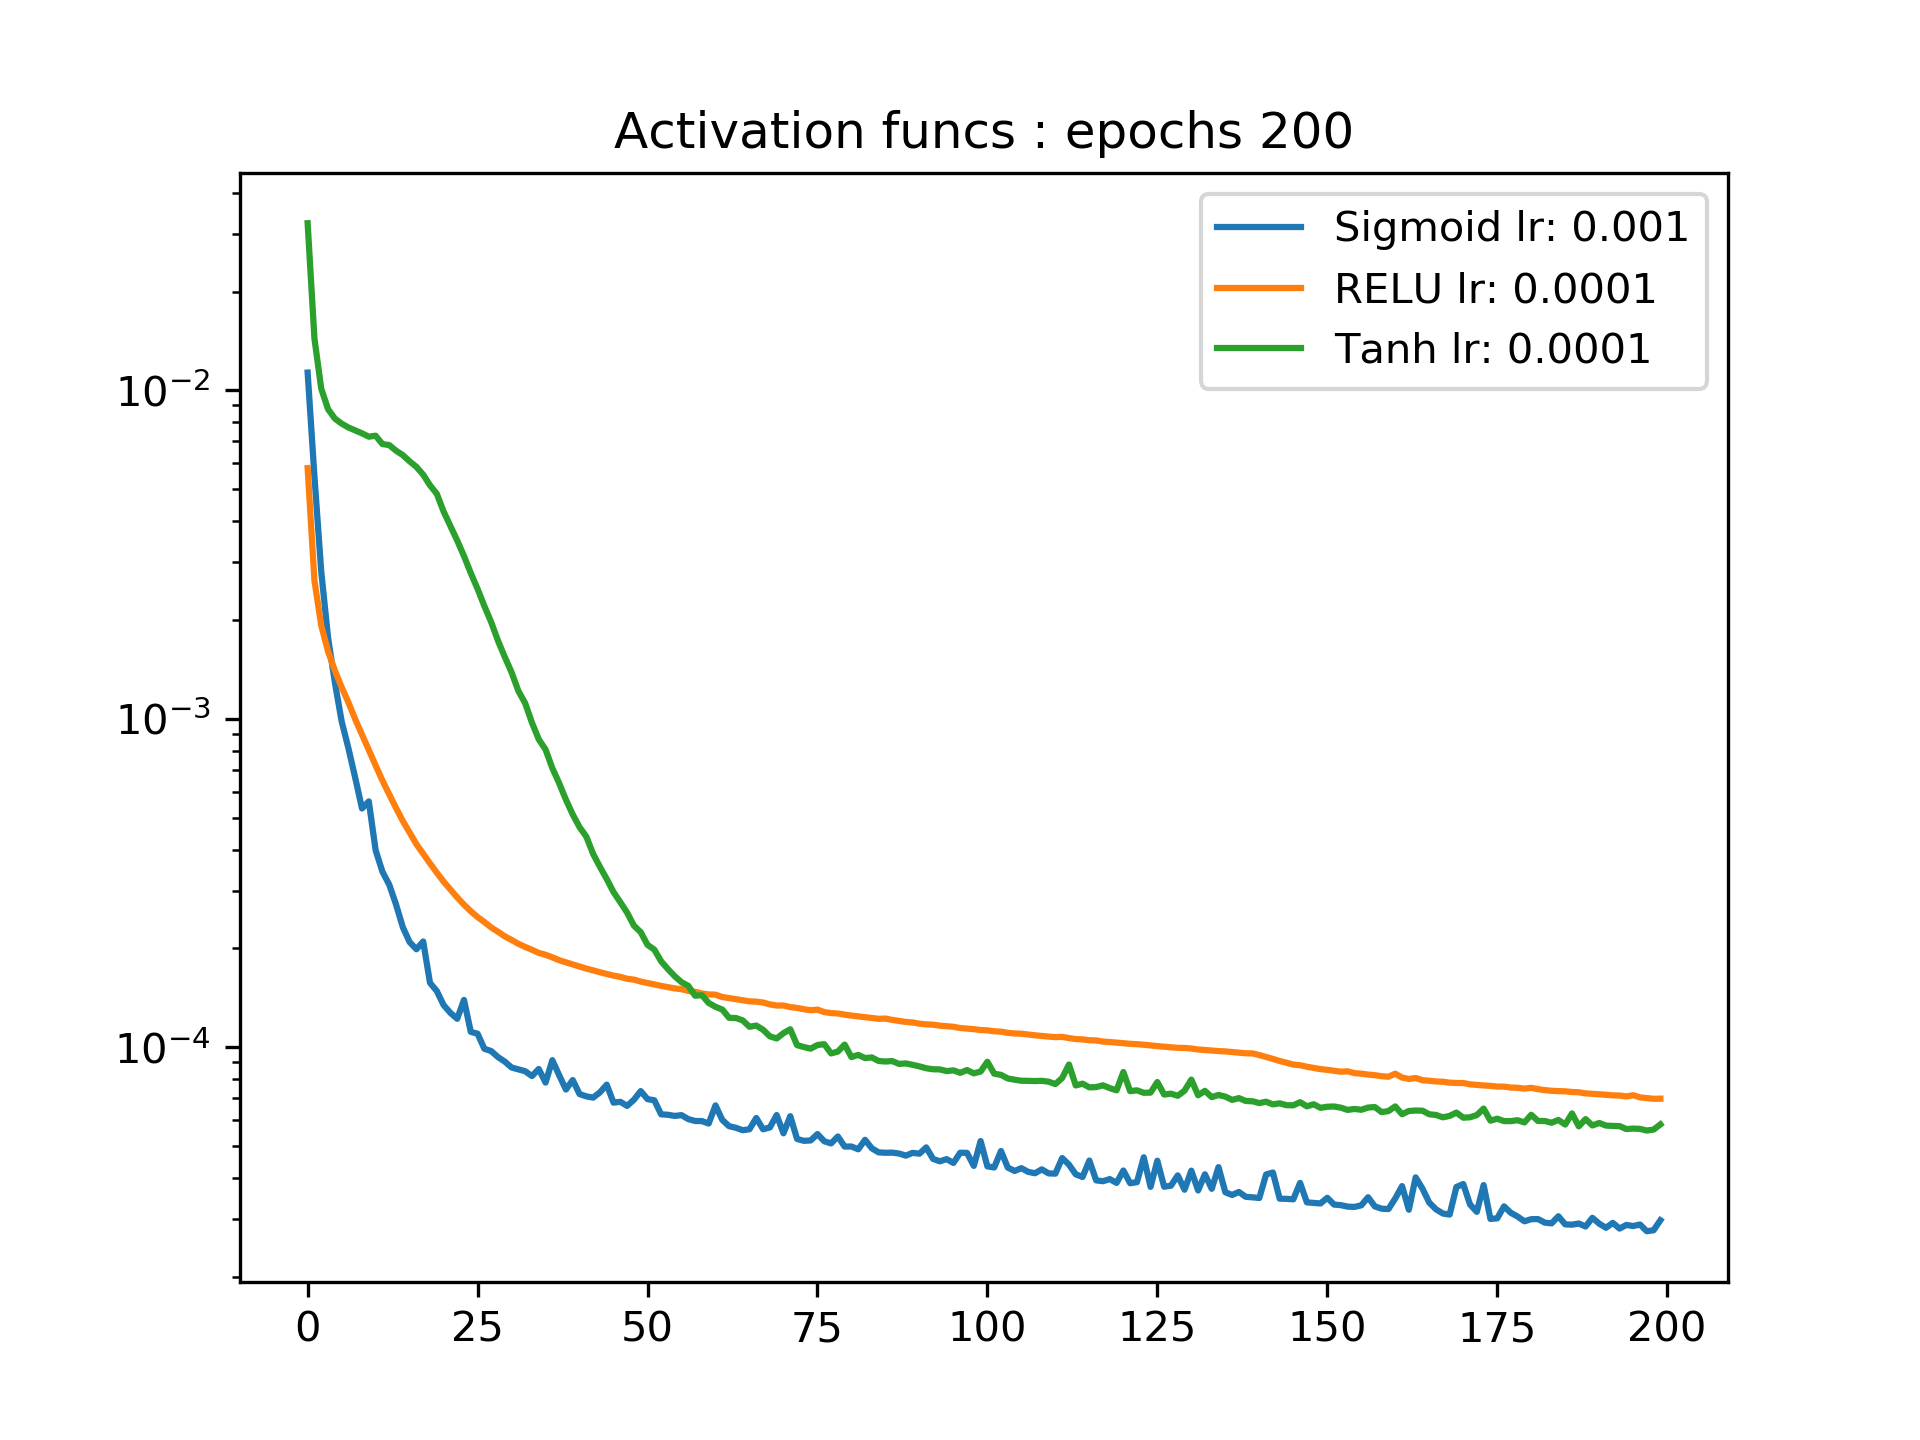 Activation funcs : epochs 200
Sigmoid lr: 0.001
RELU lr: 0.0001
Tanh lr: 0.0001
10⁻²
10⁻³
10⁻⁴
0 25 50 75 100 125 150 175 200